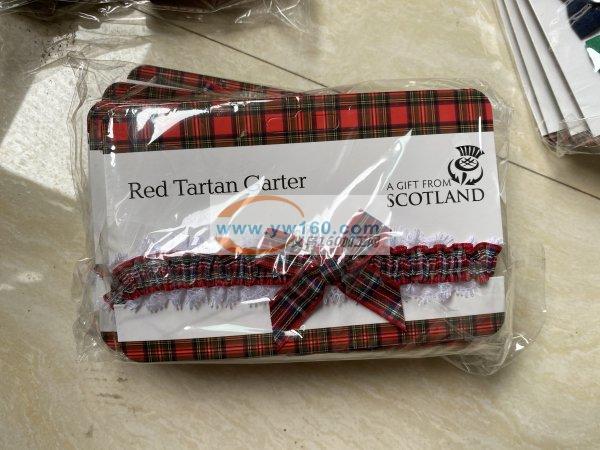 Red Tartan Garter
A GIFT FROM
SCOTLAND
www.yw160.com